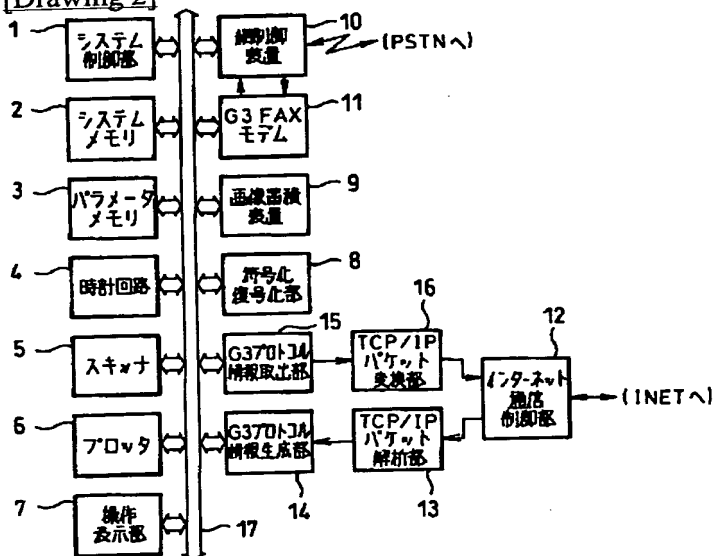 [Drawing 2]
1
システム
制御部
2
システム
メモリ
3
パラメータ
メモリ
4
時計回路
5
スキャナ
6
プロッタ
7
操作
表示部
10
網制御
装置
(PSTNへ)
11
G3 FAX
モデム
9
画像蓄積
装置
8
符号化
復号化部
15
G3プロトコル
情報取出部
16
TCP/IP
パケット
変換部
12
インターネット
通信
制御部
(INETへ)
G3プロトコル
情報生成部
14
TCP/IP
パケット
解析部
13
17